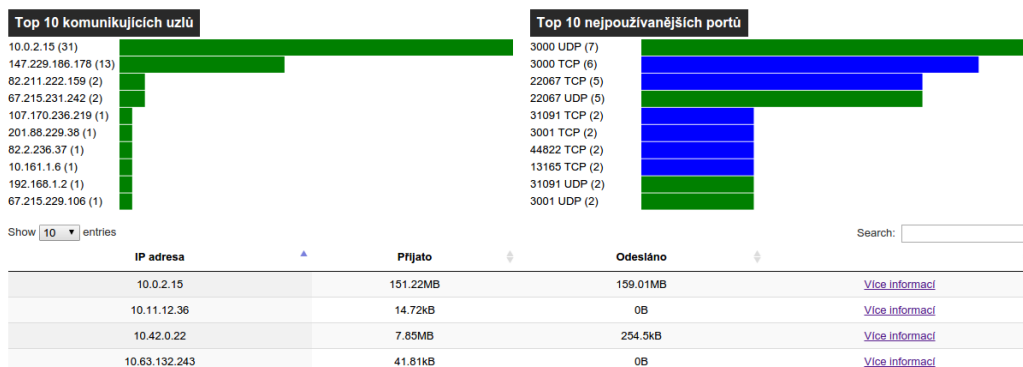 Top 10 komunikujících uzlů
10.0.2.15 (31)
147.229.186.178 (13)
82.211.222.159 (2)
67.215.231.242 (2)
107.170.236.219 (1)
201.88.229.38 (1)
82.2.236.37 (1)
10.161.1.6 (1)
192.168.1.2 (1)
67.215.229.106 (1)
Top 10 nejpoužívanějších portů
3000 UDP (7)
3000 TCP (6)
22067 TCP (5)
22067 UDP (5)
31091 TCP (2)
3001 TCP (2)
44822 TCP (2)
13165 TCP (2)
31091 UDP (2)
3001 UDP (2)
Show 10 entries
Search:
IP adresa Přijato Odesláno
10.0.2.15 151.22MB 159.01MB Více informací
10.11.12.36 14.72kB 0B Více informací
10.42.0.22 7.85MB 254.5kB Více informací
10.63.132.243 41.81kB 0B Více informací